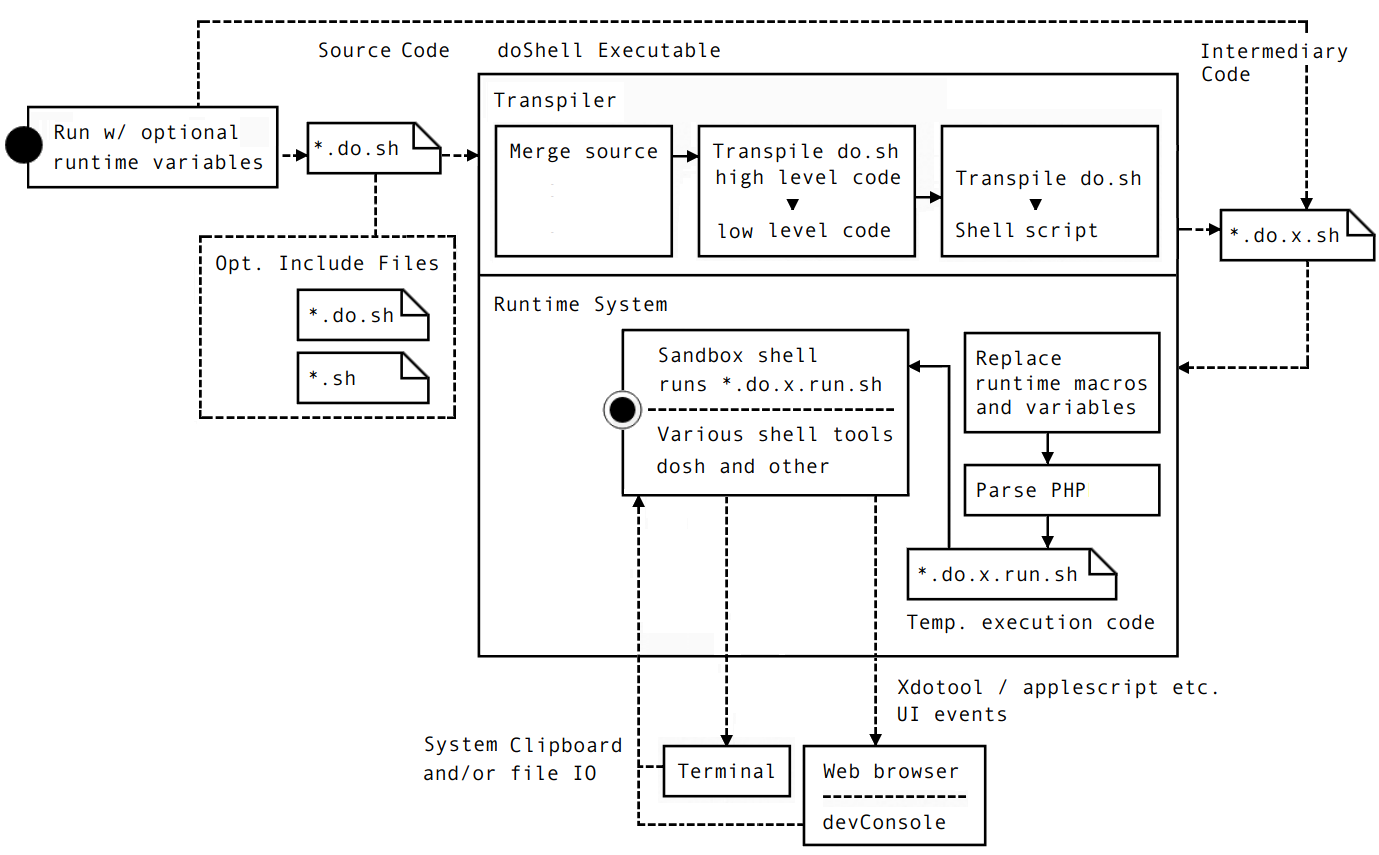 Source Code
doShell Executable
Intermediary
Code
Run w/ optional
runtime variables
*.do.sh
Opt. Include Files
*.do.sh
*.sh
Transpiler
Merge source
Transpile do.sh
high level code
▼
low level code
Transpile do.sh
▼
Shell script
*.do.x.sh
Runtime System
Sandbox shell
runs *.do.x.run.sh
Various shell tools
dosh and other
Replace
runtime macros
and variables
Parse PHP
*.do.x.run.sh
Temp. execution code
Xdotool / applescript etc.
UI events
System Clipboard
and/or file IO
Terminal
Web browser
devConsole